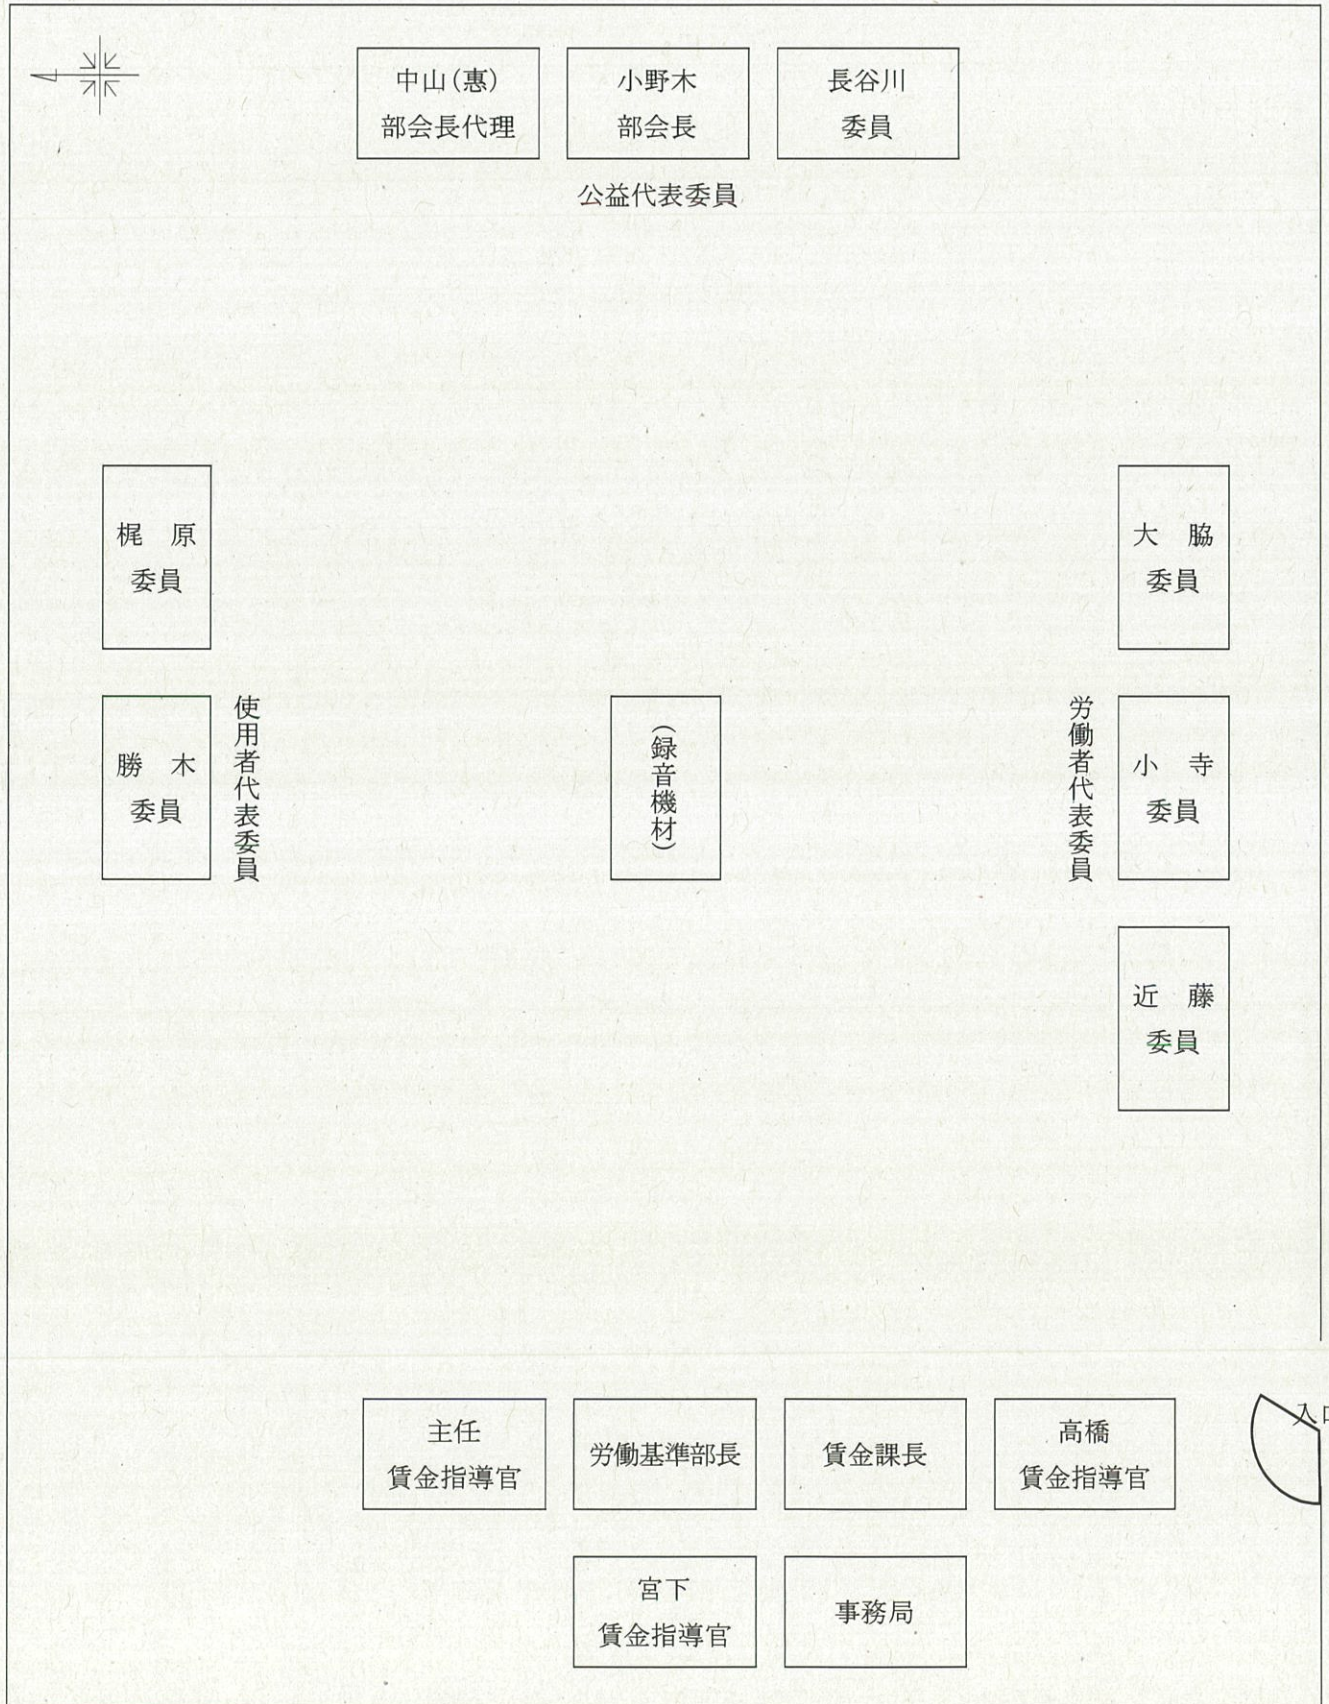 中山(惠)
部会長代理
小野木
部会長
長谷川
委員
公益代表委員
梶　原
委員
大　脇
委員
勝　木
委員
使用者代表委員
(録音機材)
労働者代表委員
小　寺
委員
近　藤
委員
主任
賃金指導官
労働基準部長
賃金課長
高橋
賃金指導官
入口
宮下
賃金指導官
事務局